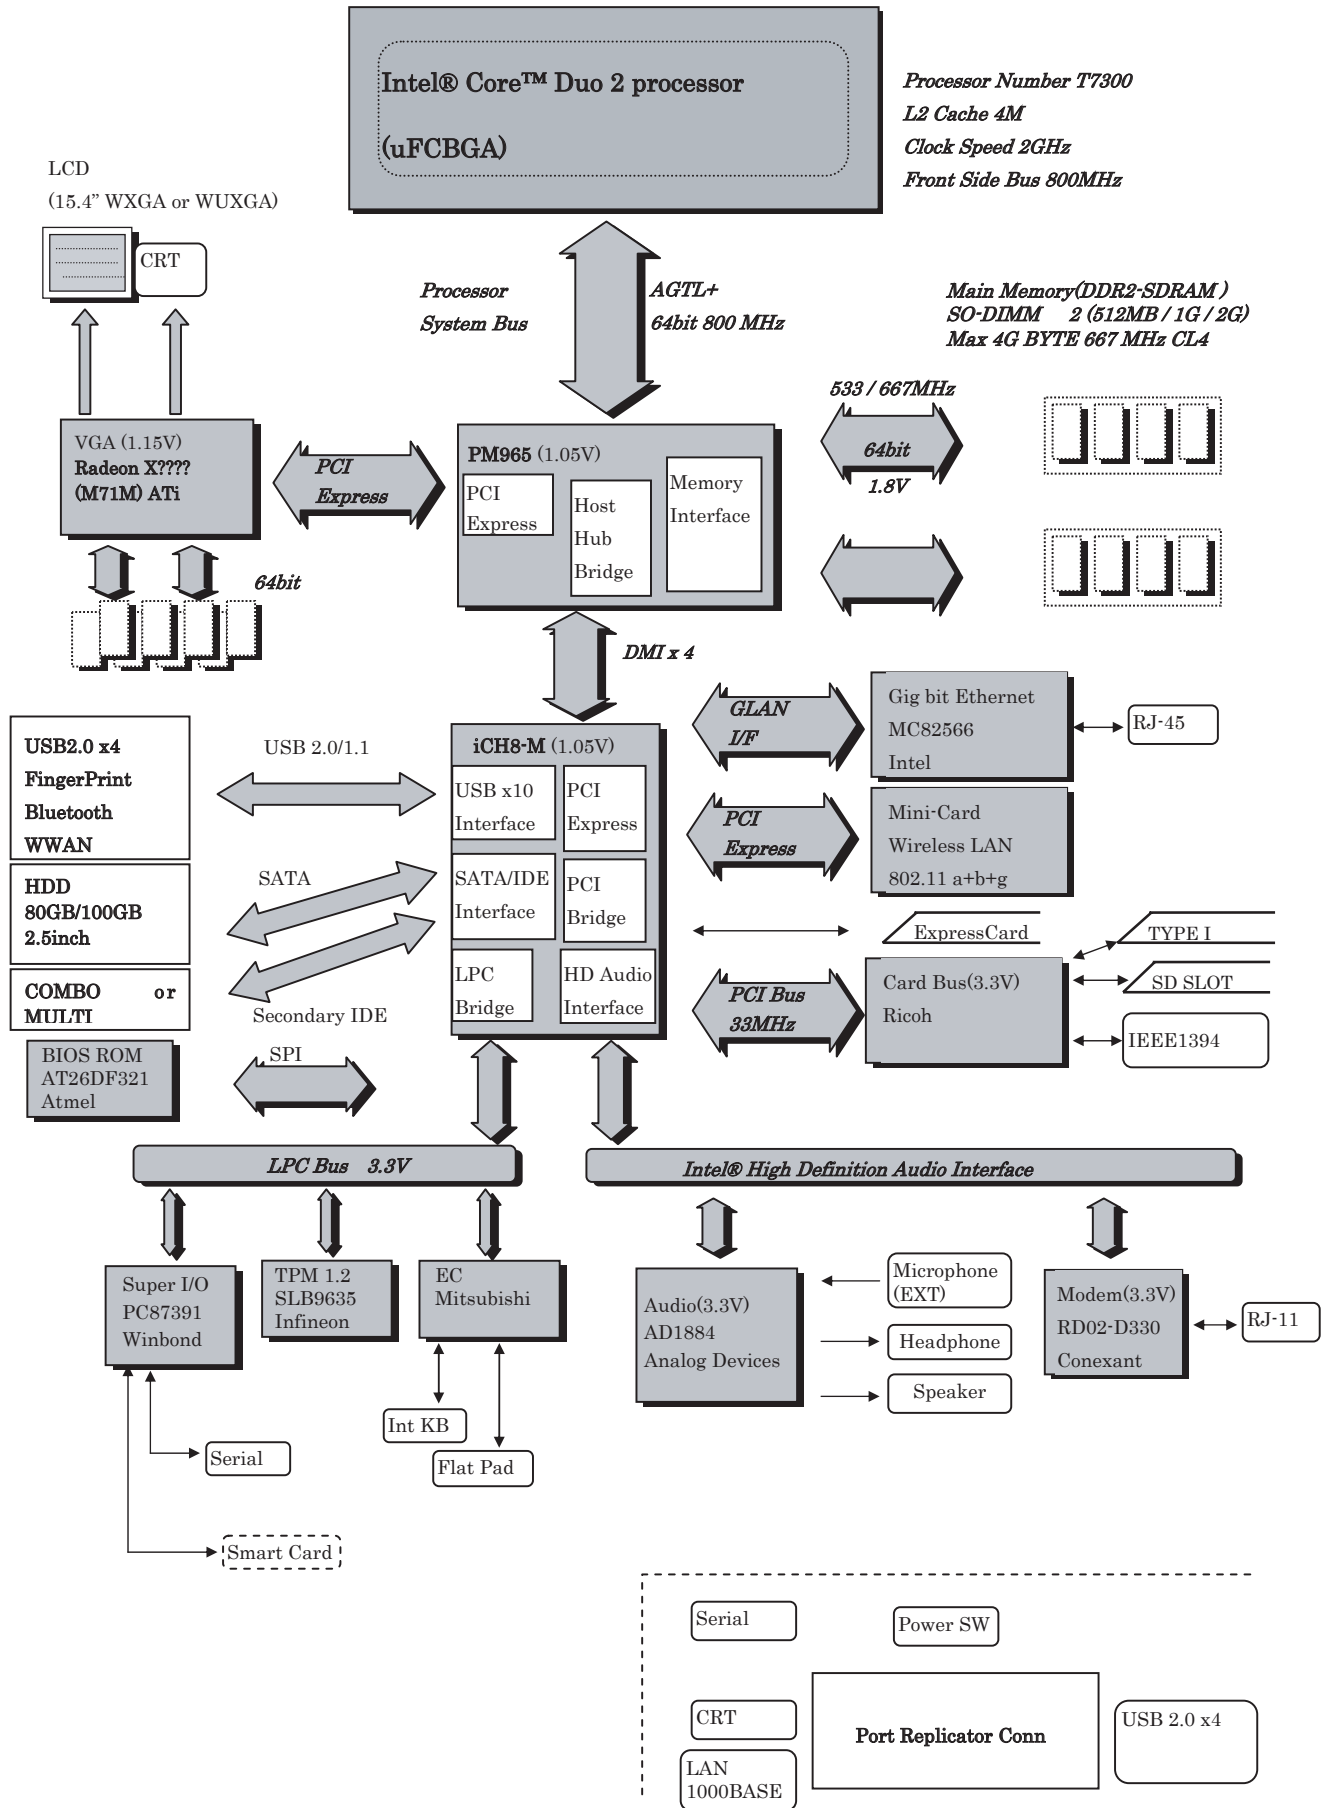 Intel® Core™ Duo 2 processor
(uFCBGA)
Processor Number T7300
L2 Cache 4M
Clock Speed 2GHz
Front Side Bus 800MHz
LCD
(15.4” WXGA or WUXGA)
CRT
Processor
System Bus
AGTL+
64bit 800 MHz
Main Memory(DDR2-SDRAM )
SO-DIMM 2 (512MB / 1G / 2G)
Max 4G BYTE 667 MHz CL4
533 / 667MHz
64bit
1.8V
VGA (1.15V)
Radeon X????
(M71M) ATi
PCI
Express
PM965 (1.05V)
PCI
Express
Host
Hub
Bridge
Memory
Interface
64bit
DMI x 4
GLAN
I/F
Gig bit Ethernet
MC82566
Intel
RJ-45
USB2.0 x4
FingerPrint
Bluetooth
WWAN
USB 2.0/1.1
iCH8-M (1.05V)
USB x10
Interface
PCI
Express
SATA/IDE
Interface
PCI
Bridge
LPC
Bridge
HD Audio
Interface
PCI
Express
Mini-Card
Wireless LAN
802.11 a+b+g
HDD
80GB/100GB
2.5inch
SATA
ExpressCard
TYPE I
COMBO or
MULTI
Secondary IDE
PCI Bus
33MHz
Card Bus(3.3V)
Ricoh
SD SLOT
IEEE1394
BIOS ROM
AT26DF321
Atmel
SPI
LPC Bus 3.3V
Intel® High Definition Audio Interface
Super I/O
PC87391
Winbond
TPM 1.2
SLB9635
Infineon
EC
Mitsubishi
Audio(3.3V)
AD1884
Analog Devices
Microphone
(EXT)
Headphone
Speaker
Modem(3.3V)
RD02-D330
Conexant
RJ-11
Int KB
Flat Pad
Serial
Smart Card
Serial
Power SW
CRT
Port Replicator Conn
USB 2.0 x4
LAN
1000BASE